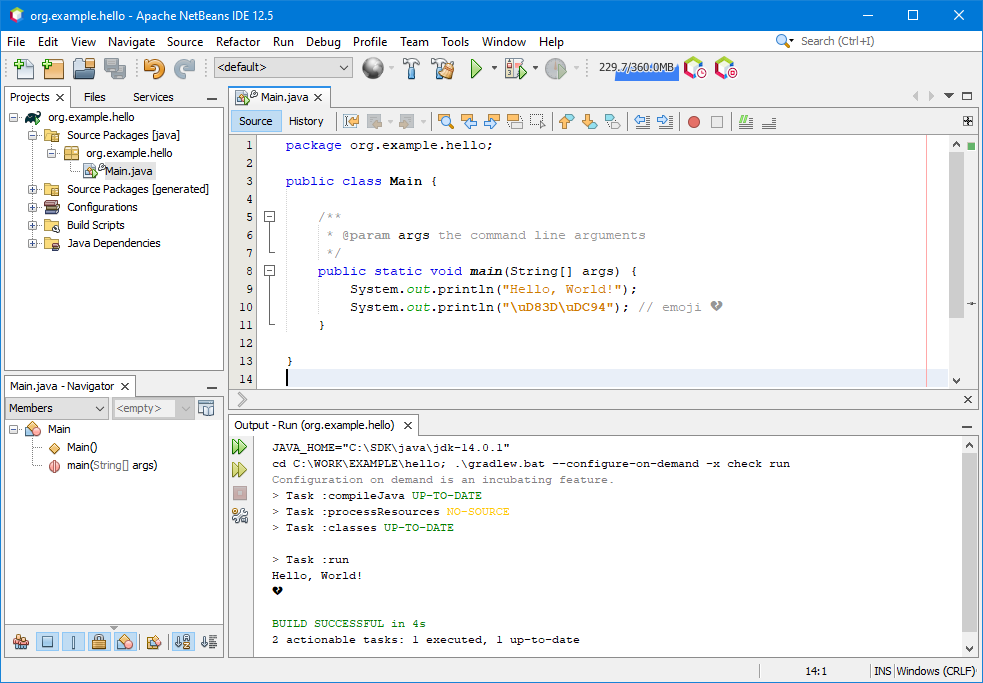 org.example.hello - Apache NetBeans IDE 12.5
File Edit View Navigate Source Refactor Run Debug Profile Team Tools Window Help
Search (Ctrl+I)
<default>
229.7/360.0MB
Projects Files Services
org.example.hello
Source Packages [java]
org.example.hello
Main.java
Source Packages [generated]
Configurations
Build Scripts
Java Dependencies
Main.java - Navigator
Members
<empty>
Main
Main()
main(String[] args)
Main.java
Source History
1 package org.example.hello;
2
3 public class Main {
4
5 /**
6 * @param args the command line arguments
7 */
8 public static void main(String[] args) {
9 System.out.println("Hello, World!");
10 System.out.println("\uD83D\uDC94"); // emoji 💔
11 }
12
13 }
14
Output - Run (org.example.hello)
JAVA_HOME="C:\SDK\java\jdk-14.0.1"
cd C:\WORK\EXAMPLE\hello; .\gradlew.bat --configure-on-demand -x check run
Configuration on demand is an incubating feature.
> Task :compileJava UP-TO-DATE
> Task :processResources NO-SOURCE
> Task :classes UP-TO-DATE
> Task :run
Hello, World!
💔
BUILD SUCCESSFUL in 4s
2 actionable tasks: 1 executed, 1 up-to-date
14:1 INS Windows (CRLF)